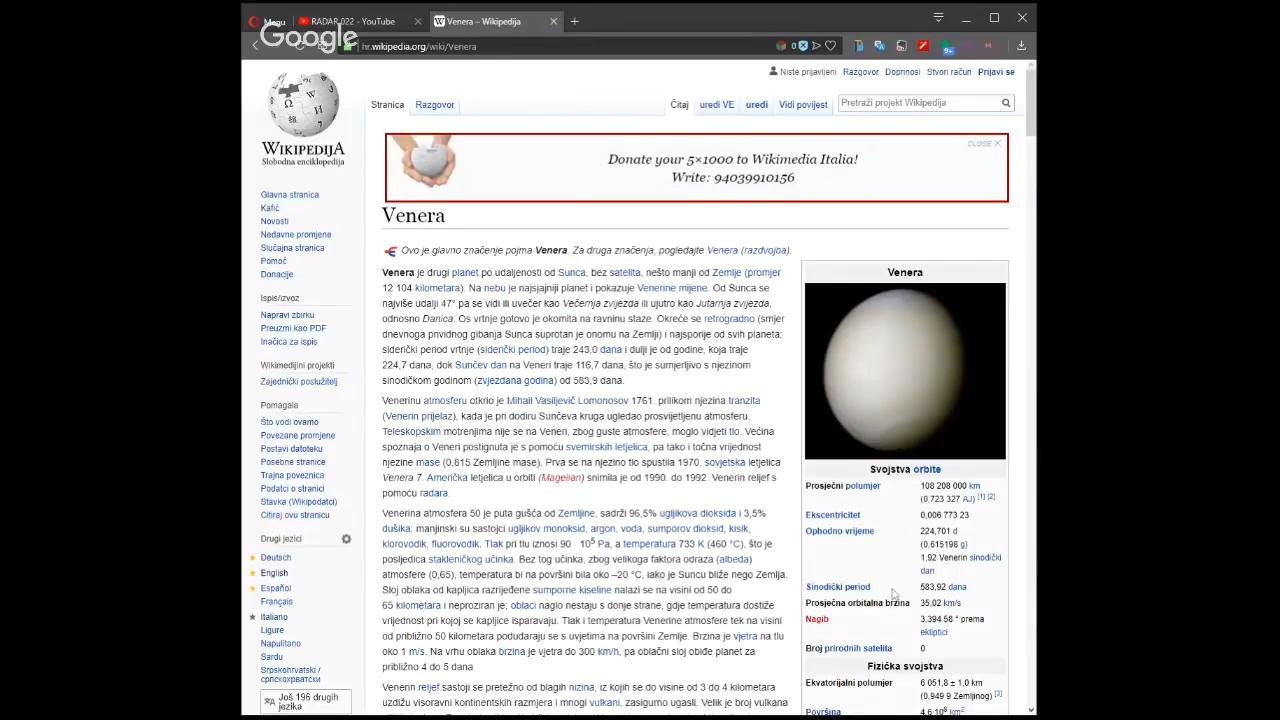 Menu
RADAR 022 - YouTube
Venera – Wikipedija
Google
hr.wikipedia.org/wiki/Venera
0
9+
Niste prijavljeni
Razgovor
Doprinosi
Stvori račun
Prijavi se
Stranica
Razgovor
Čitaj
uredi VE
uredi
Vidi povijest
Pretraži projekt Wikipedija
WIKIPEDIJA
Slobodna enciklopedija
Glavna stranica
Kafić
Novosti
Nedavne promjene
Slučajna stranica
Pomoć
Donacije
Ispis/izvoz
Napravi zbirku
Preuzmi kao PDF
Inačica za ispis
Wikimedijini projekti
Zajednički poslužitelj
Pomagala
Što vodi ovamo
Povezane promjene
Postavi datoteku
Posebne stranice
Trajna poveznica
Podatci o stranici
Stavka (Wikipodatci)
Citiraj ovu stranicu
Drugi jezici
Deutsch
English
Español
Français
Italiano
Ligure
Napulitano
Sardu
Srpskohrvatski /
српскохрватски
Još 196 drugih
jezika
CLOSE
Donate your 5×1000 to Wikimedia Italia!
Write: 94039910156
Venera
Ovo je glavno značenje pojma Venera. Za druga značenja, pogledajte Venera (razdvojba).
Venera je drugi planet po udaljenosti od Sunca, bez satelita, nešto manji od Zemlje (promjer
12 104 kilometara). Na nebu je najsjajniji planet i pokazuje Venerine mijene. Od Sunca se
najviše udalji 47° pa se vidi ili uvečer kao Večernja zvijezda ili ujutro kao Jutarnja zvijezda,
odnosno Danica. Os vrtnje gotovo je okomita na ravninu staze. Okreće se retrogradno (smjer
dnevnoga prividnog gibanja Sunca suprotan je onomu na Zemlji) i najsporije od svih planeta;
siderički period vrtnje (siderički period) traje 243,0 dana i dulji je od godine, koja traje
224,7 dana, dok Sunčev dan na Veneri traje 116,7 dana, što je sumjerljivo s njezinom
sinodičkom godinom (zvjezdana godina) od 583,9 dana.
Venerinu atmosferu otkrio je Mihail Vasiljevič Lomonosov 1761. prilikom njezina tranzita
(Venerin prijelaz), kada je pri dodiru Sunčeva kruga ugledao prosvijetljenu atmosferu.
Teleskopskim motrenjima nije se na Veneri, zbog guste atmosfere, moglo vidjeti tlo. Većina
spoznaja o Veneri postignuta je s pomoću svemirskih letjelica, pa tako i točna vrijednost
njezine mase (0,815 Zemljine mase). Prva se na njezino tlo spustila 1970. sovjetska letjelica
Venera 7. Američka letjelica u orbiti (Magellan) snimila je od 1990. do 1992. Venerin reljef s
pomoću radara.
Venerina atmosfera 50 je puta gušća od Zemljine, sadrži 96,5% ugljikova dioksida i 3,5%
dušika; manjinski su sastojci ugljikov monoksid, argon, voda, sumporov dioksid, kisik,
klorovodik, fluorovodik. Tlak pri tlu iznosi 90 · 10⁵ Pa, a temperatura 733 K (460 °C), što je
posljedica stakleničkog učinka. Bez tog učinka, zbog velikoga faktora odraza (albeda)
atmosfere (0,65), temperatura bi na površini bila oko –20 °C, iako je Suncu bliže nego Zemlja.
Sloj oblaka od kapljica razrijeđene sumporne kiseline nalazi se na visini od 50 do
65 kilometara i neproziran je; oblaci naglo nestaju s donje strane, gdje temperatura dostiže
vrijednost pri kojoj se kapljice isparavaju. Tlak i temperatura Venerine atmosfere tek na visini
od približno 50 kilometara podudaraju se s uvjetima na površini Zemlje. Brzina je vjetra na tlu
oko 1 m/s. Na vrhu oblaka brzina je vjetra do 300 km/h, pa oblačni sloj obiđe planet za
približno 4 do 5 dana
Venerin reljef sastoji se pretežno od blagih nizina, iz kojih se do visine od 3 do 4 kilometara
uzdižu visoravni kontinentskih razmjera i mnogi vulkani, zasigurno ugasli. Velik je broj vulkana
Venera
Svojstva orbite
Prosječni polumjer 108 208 000 km
(0,723 327 AJ) [1] [2]
Ekscentricitet 0,006 773 23
Ophodno vrijeme 224,701 d
(0,615198 g)
1,92 Venerin sinodički
dan
Sinodički period 583,92 dana
Prosječna orbitalna brzina 35,02 km/s
Nagib 3,394 58 ° prema
ekliptici
Broj prirodnih satelita 0
Fizička svojstva
Ekvatorijalni polumjer 6 051,8 ± 1,0 km
(0,949 9 Zemljinog) [3]
Površina 4,6·10⁸ km²